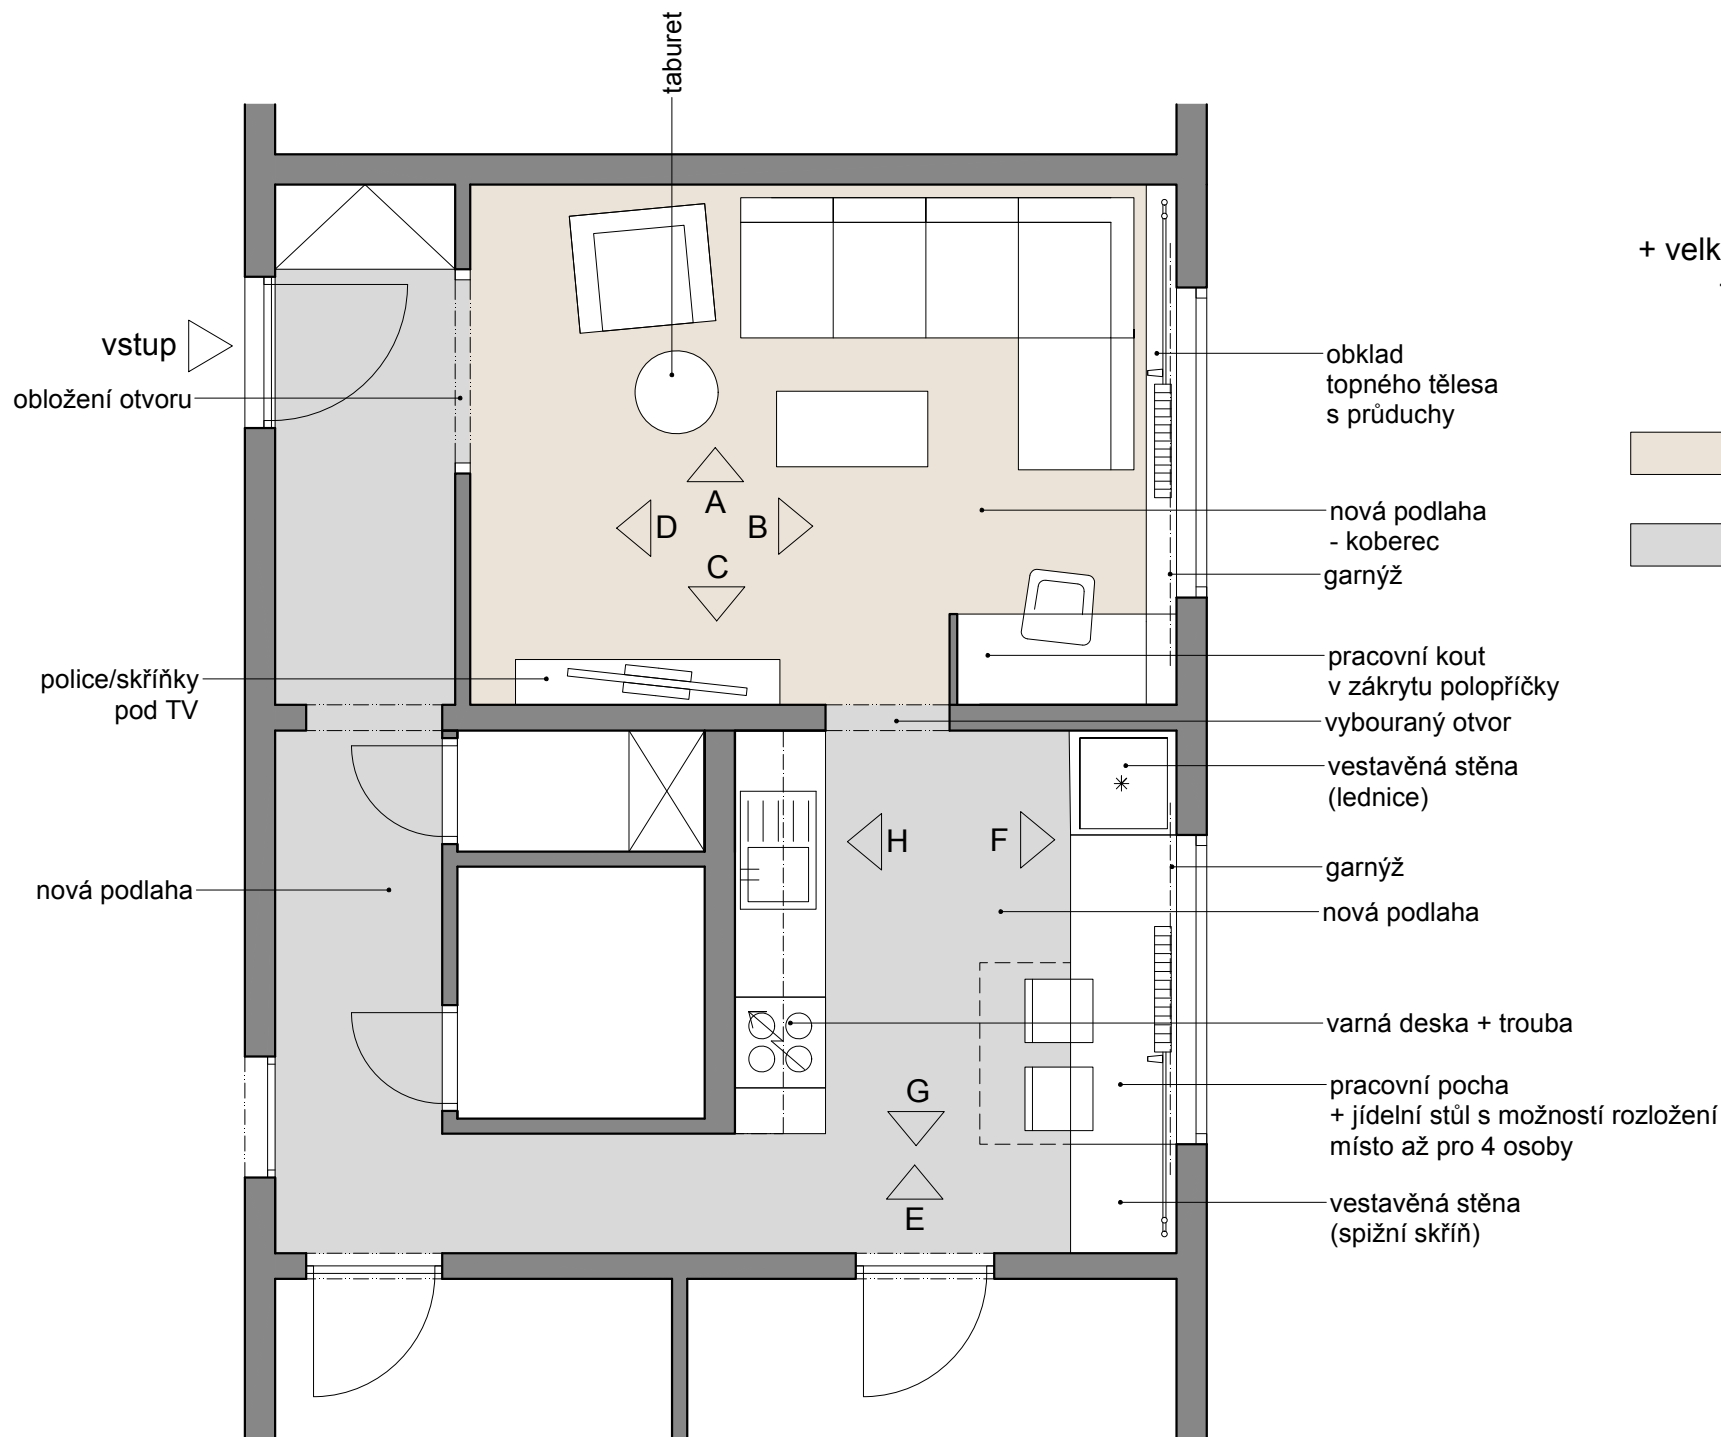 taburet
+ velk
vstup
obložení otvoru
obklad
topného tělesa
s průduchy
A
D
B
C
nová podlaha
- koberec
garnýž
police/skříňky
pod TV
pracovní kout
v zákrytu polopříčky
vybouraný otvor
vestavěná stěna
(lednice)
H
F
garnýž
nová podlaha
nová podlaha
varná deska + trouba
G
E
pracovní pocha
+ jídelní stůl s možností rozložení
místo až pro 4 osoby
vestavěná stěna
(spižní skříň)